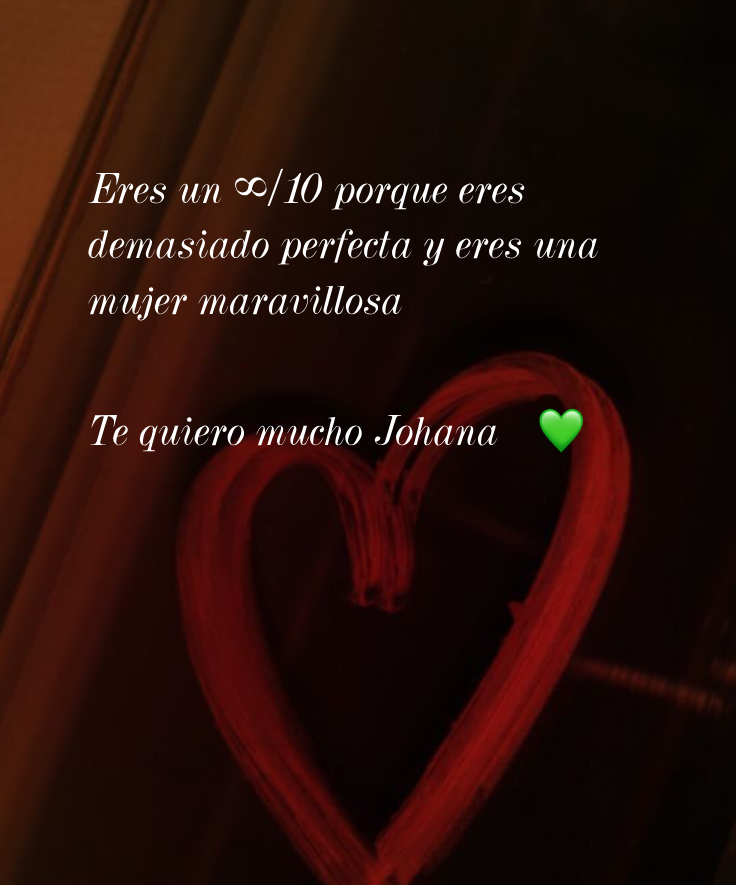 Eres un ∞/10 porque eres
demasiado perfecta y eres una
mujer maravillosa
Te quiero mucho Johana 💚